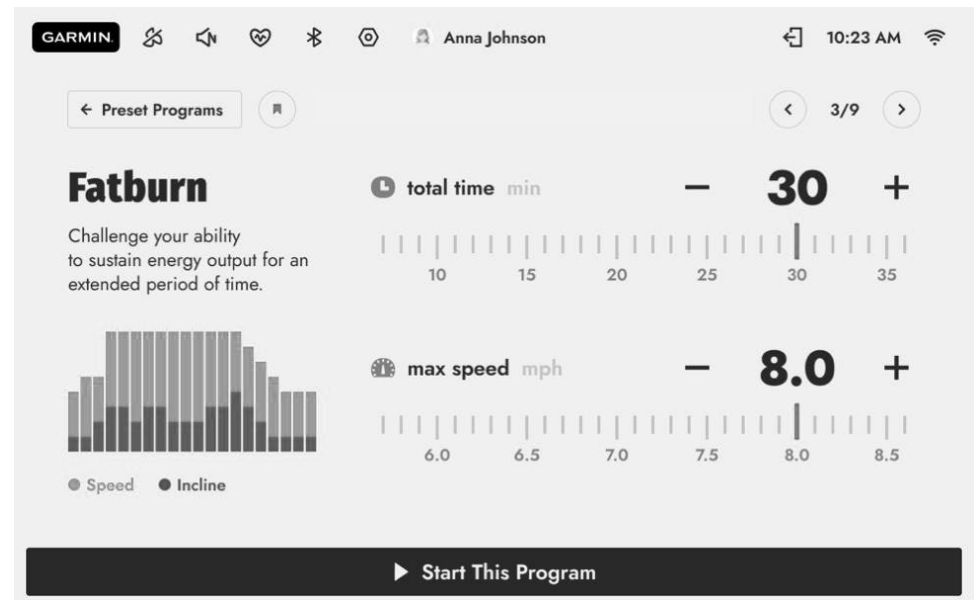 GARMIN.
Anna Johnson
10:23 AM
← Preset Programs
3/9
Fatburn
Challenge your ability
to sustain energy output for an
extended period of time.
Speed
Incline
total time min
− 30 +
10 15 20 25 30 35
max speed mph
− 8.0 +
6.0 6.5 7.0 7.5 8.0 8.5
Start This Program